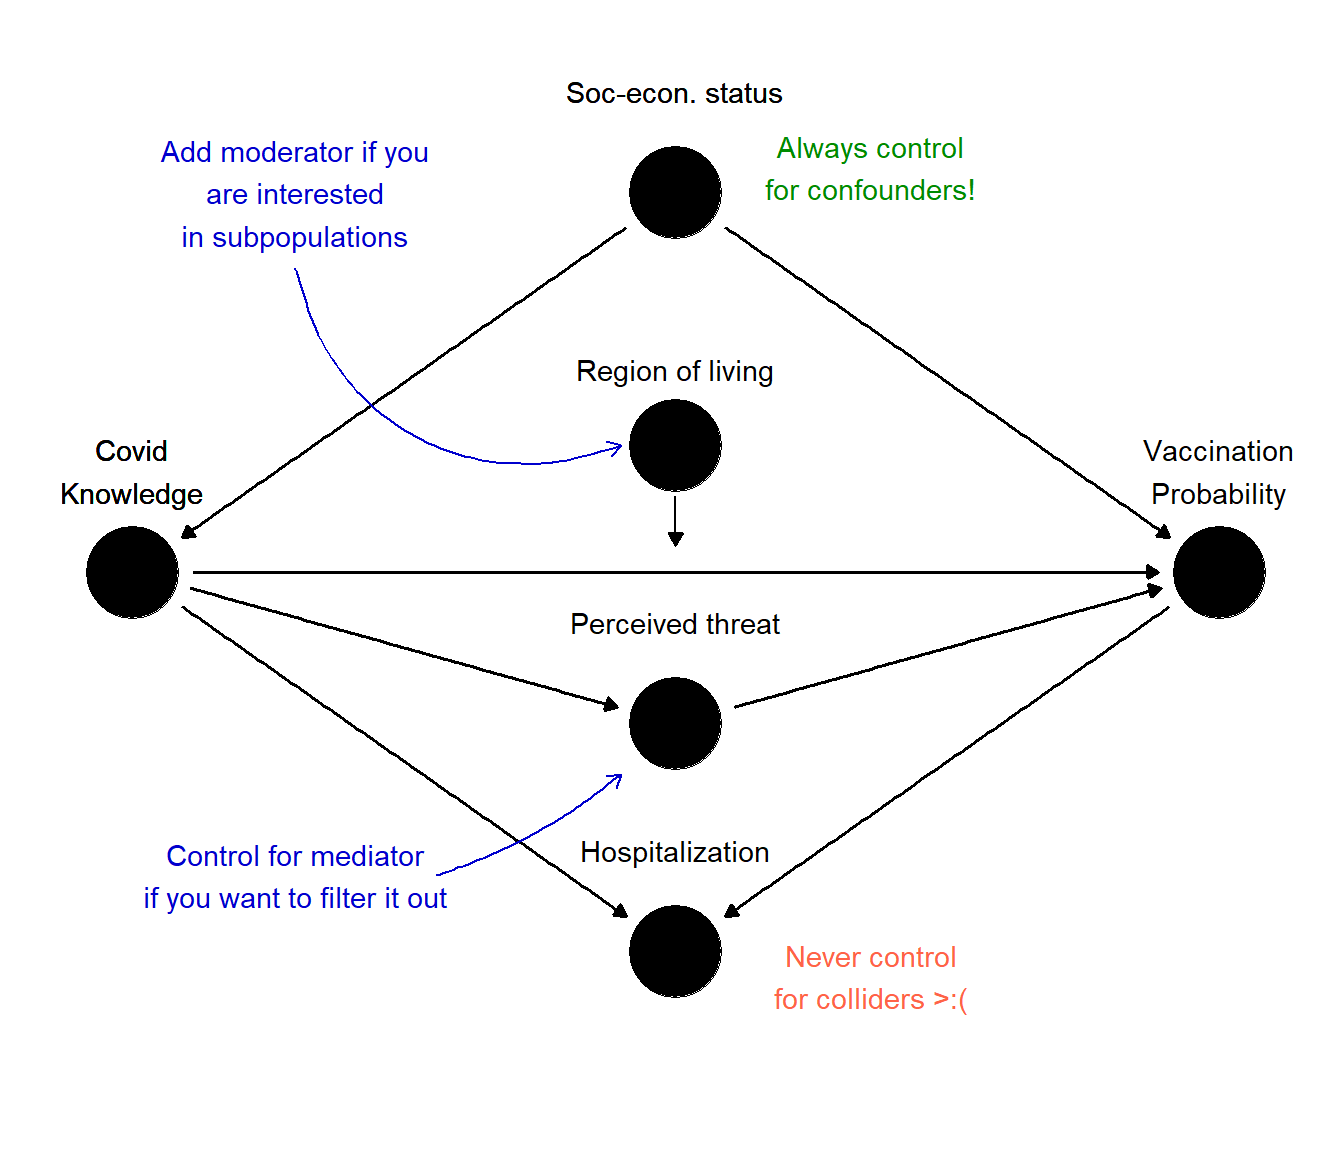 Soc-econ. status
Always control
for confounders!
Add moderator if you
are interested
in subpopulations
Region of living
Covid
Knowledge
Vaccination
Probability
Perceived threat
Control for mediator
if you want to filter it out
Hospitalization
Never control
for colliders >:(